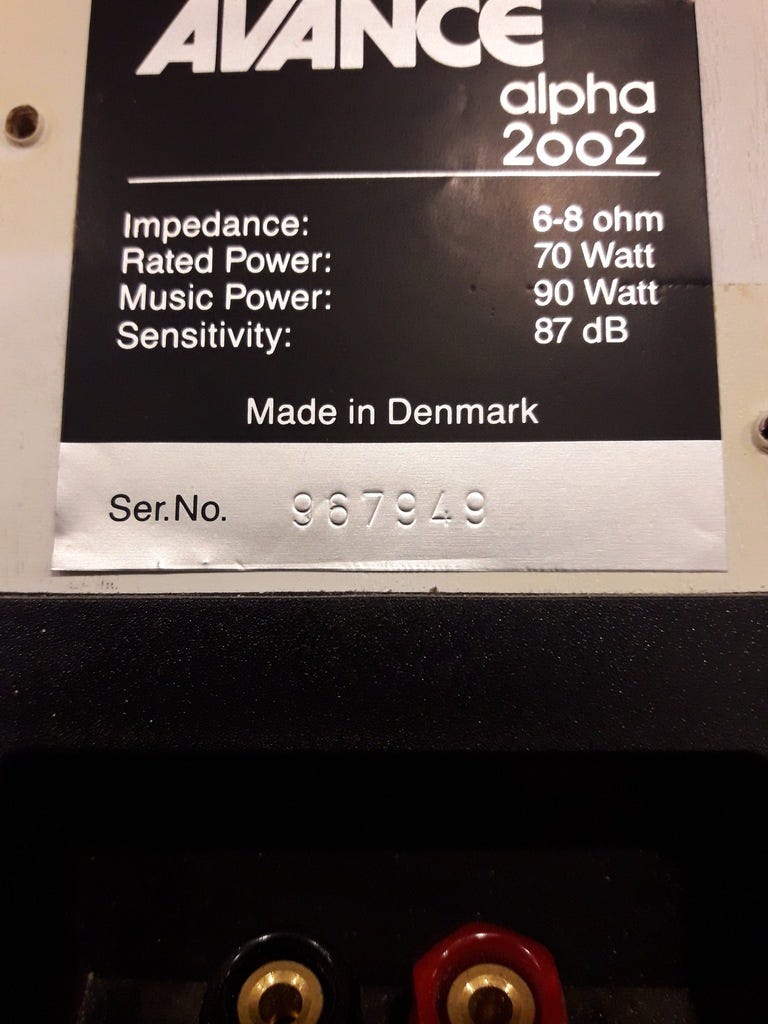 AVANCE
alpha
2002
Impedance: 6-8 ohm
Rated Power: 70 Watt
Music Power: 90 Watt
Sensitivity: 87 dB
Made in Denmark
Ser.No. 967949